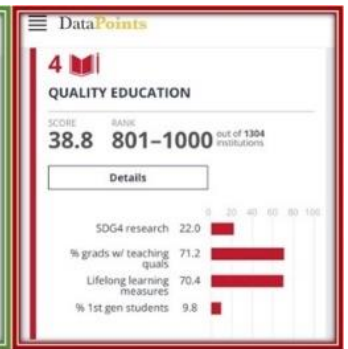 DataPoints
4
QUALITY EDUCATION
SCORE RANK
38.8 801–1000 out of 1304 institutions
Details
0 20 40 60 80 100
SDG4 research 22.0
% grads w/ teaching quals 71.2
Lifelong learning measures 70.4
% 1st gen students 9.8